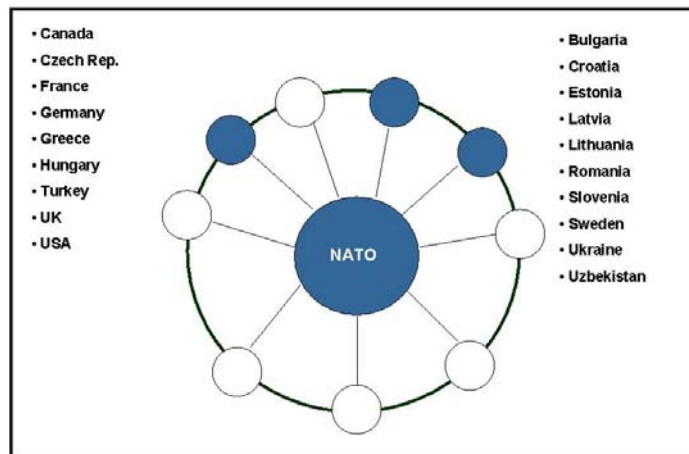 • Canada
• Czech Rep.
• France
• Germany
• Greece
• Hungary
• Turkey
• UK
• USA
NATO
• Bulgaria
• Croatia
• Estonia
• Latvia
• Lithuania
• Romania
• Slovenia
• Sweden
• Ukraine
• Uzbekistan